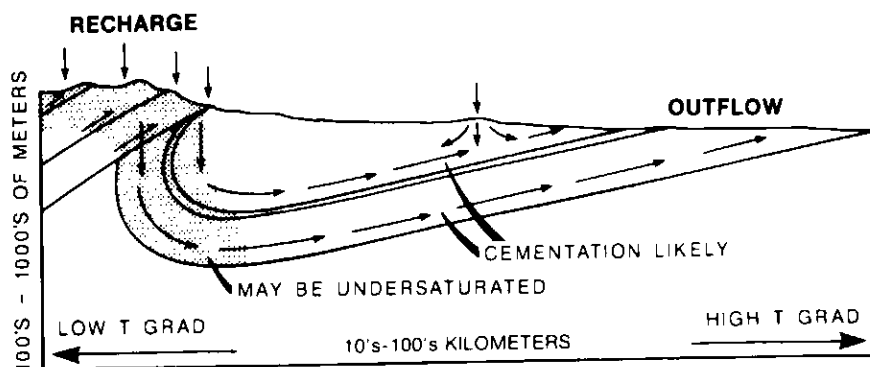 RECHARGE
OUTFLOW
100'S - 1000'S OF METERS
CEMENTATION LIKELY
MAY BE UNDERSATURATED
LOW T GRAD
HIGH T GRAD
10's-100's KILOMETERS